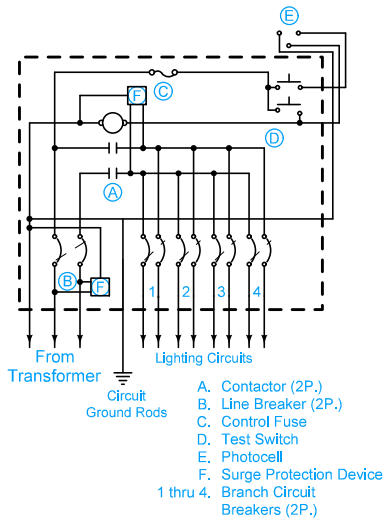 E
F
C
D
A
B
F
1 2 3 4
From
Transformer
Lighting Circuits
Circuit
Ground Rods
A. Contactor (2P.)
B. Line Breaker (2P.)
C. Control Fuse
D. Test Switch
E. Photocell
F. Surge Protection Device
1 thru 4. Branch Circuit
Breakers (2P.)